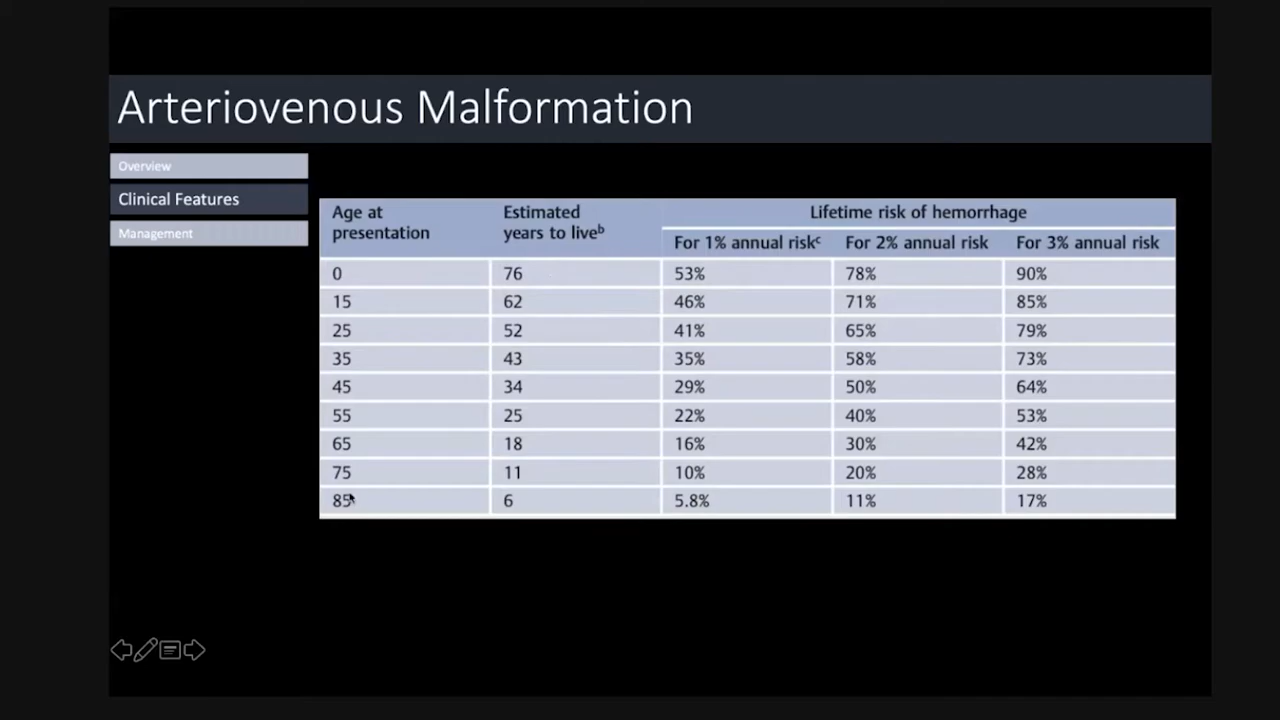 Arteriovenous Malformation
Overview
Clinical Features
Management
Age at presentation Estimated years to liveᵇ Lifetime risk of hemorrhage
For 1% annual riskᶜ For 2% annual risk For 3% annual risk
0 76 53% 78% 90%
15 62 46% 71% 85%
25 52 41% 65% 79%
35 43 35% 58% 73%
45 34 29% 50% 64%
55 25 22% 40% 53%
65 18 16% 30% 42%
75 11 10% 20% 28%
85 6 5.8% 11% 17%